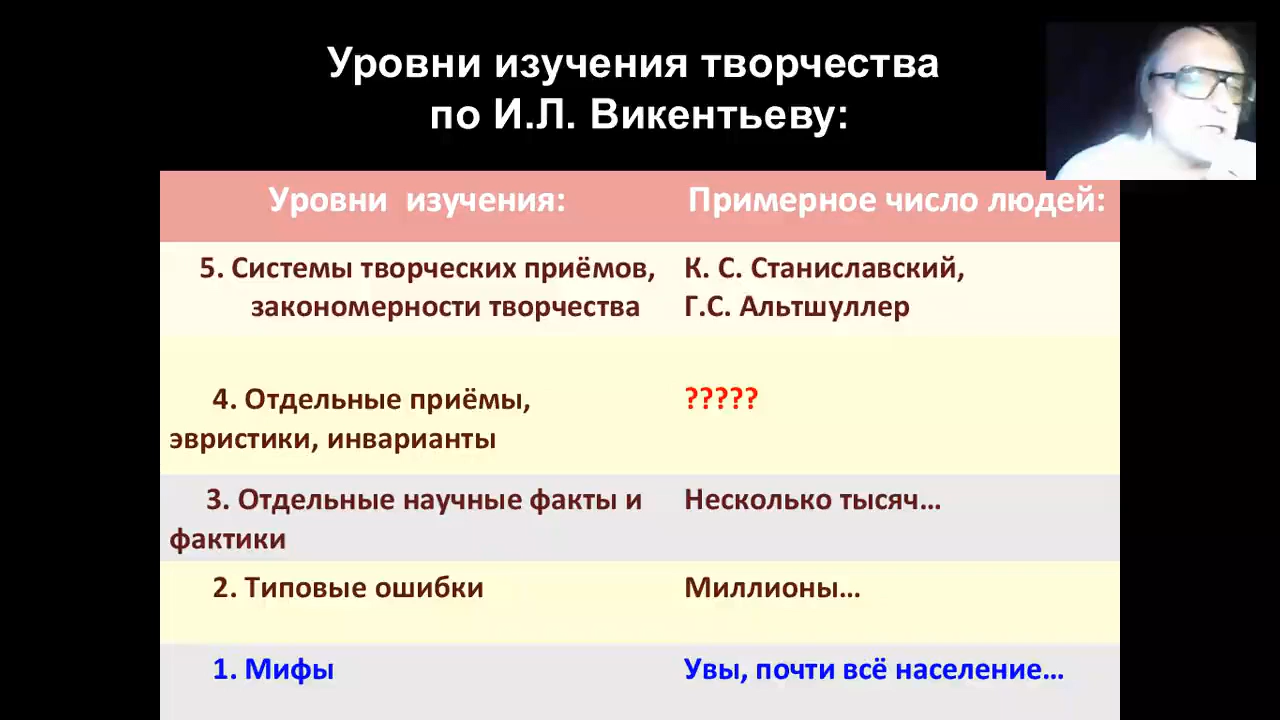 Уровни изучения творчества
по И.Л. Викентьеву:
Уровни изучения: Примерное число людей:
5. Системы творческих приёмов, К. С. Станиславский,
закономерности творчества Г.С. Альтшуллер
4. Отдельные приёмы, ?????
эвристики, инварианты
3. Отдельные научные факты и Несколько тысяч...
фактики
2. Типовые ошибки Миллионы...
1. Мифы Увы, почти всё население...